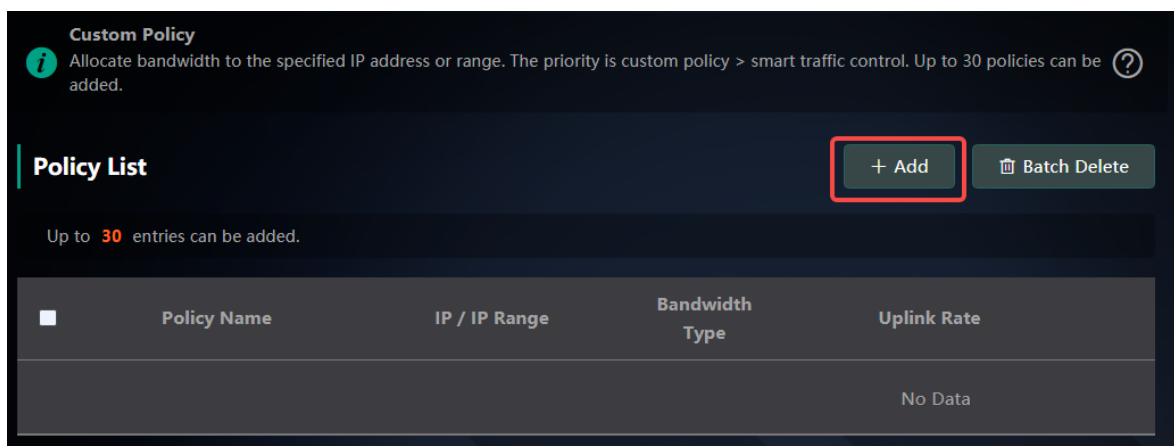 Custom Policy
Allocate bandwidth to the specified IP address or range. The priority is custom policy > smart traffic control. Up to 30 policies can be
added.
Policy List
+ Add
Batch Delete
Up to 30 entries can be added.
Policy Name IP / IP Range Bandwidth Type Uplink Rate
No Data